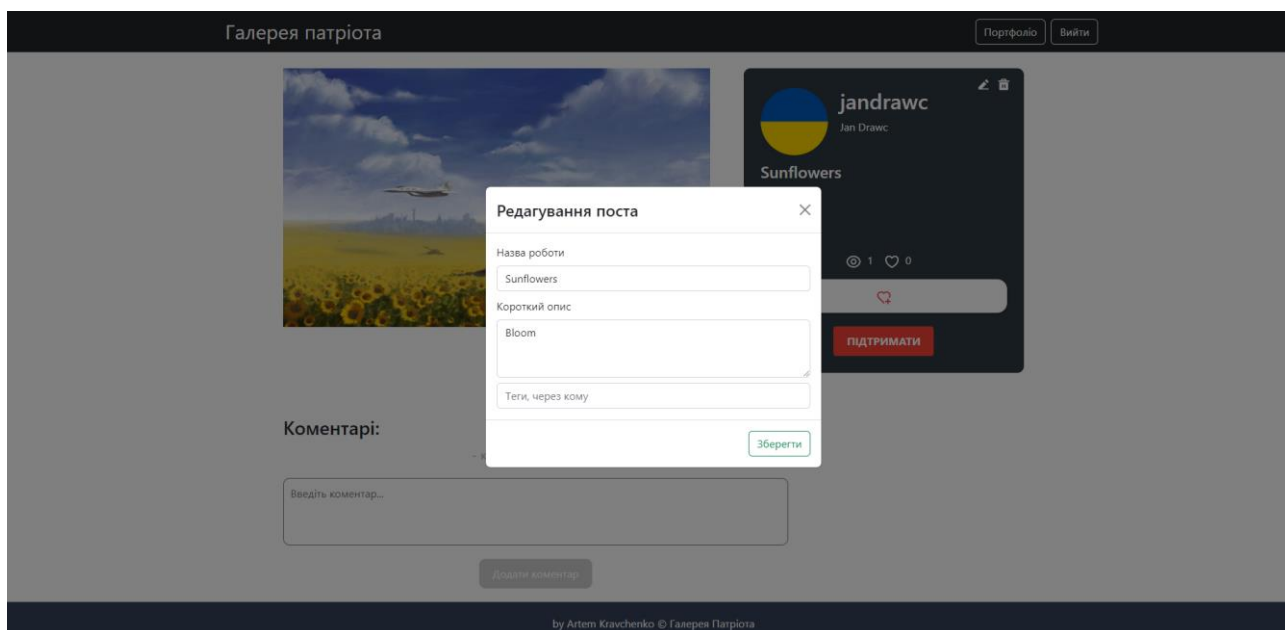 Галерея патріота
Портфоліо
Вийти
jandrawc
Jan Drawc
Sunflowers
1
0
ПІДТРИМАТИ
Редагування поста
Назва роботи
Sunflowers
Короткий опис
Bloom
Теги, через кому
Зберегти
Коментарі:
Введіть коментар...
Додати коментар
by Artem Kravchenko © Галерея Патріота